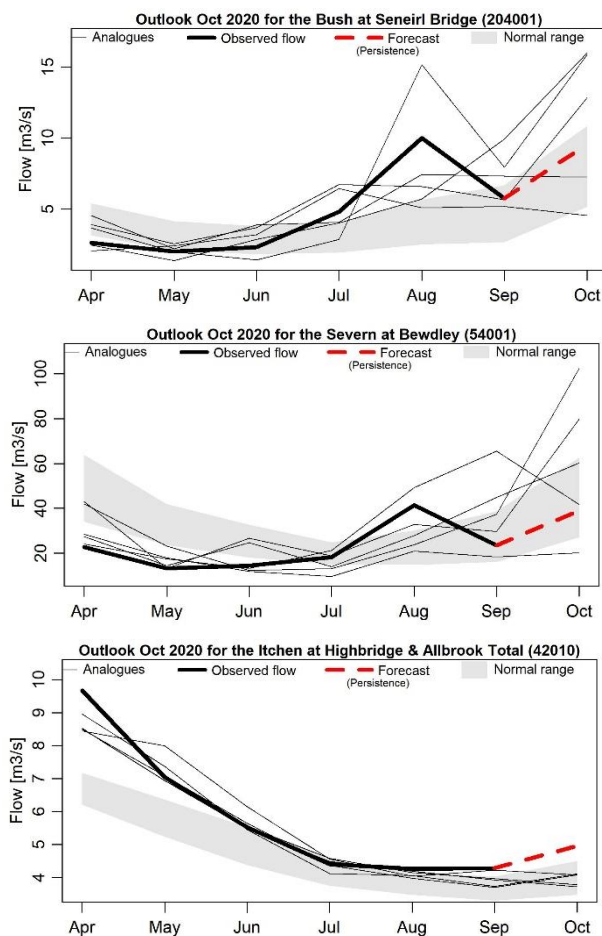 Outlook Oct 2020 for the Bush at Seneirl Bridge (204001)
Analogues Observed flow Forecast Normal range
(Persistence)
Flow [m3/s]
15
10
5
Apr May Jun Jul Aug Sep Oct
Outlook Oct 2020 for the Severn at Bewdley (54001)
Analogues Observed flow Forecast Normal range
(Persistence)
Flow [m3/s]
100
80
60
40
20
Apr May Jun Jul Aug Sep Oct
Outlook Oct 2020 for the Itchen at Highbridge & Allbrook Total (42010)
Analogues Observed flow Forecast Normal range
(Persistence)
Flow [m3/s]
10
9
8
7
6
5
4
Apr May Jun Jul Aug Sep Oct